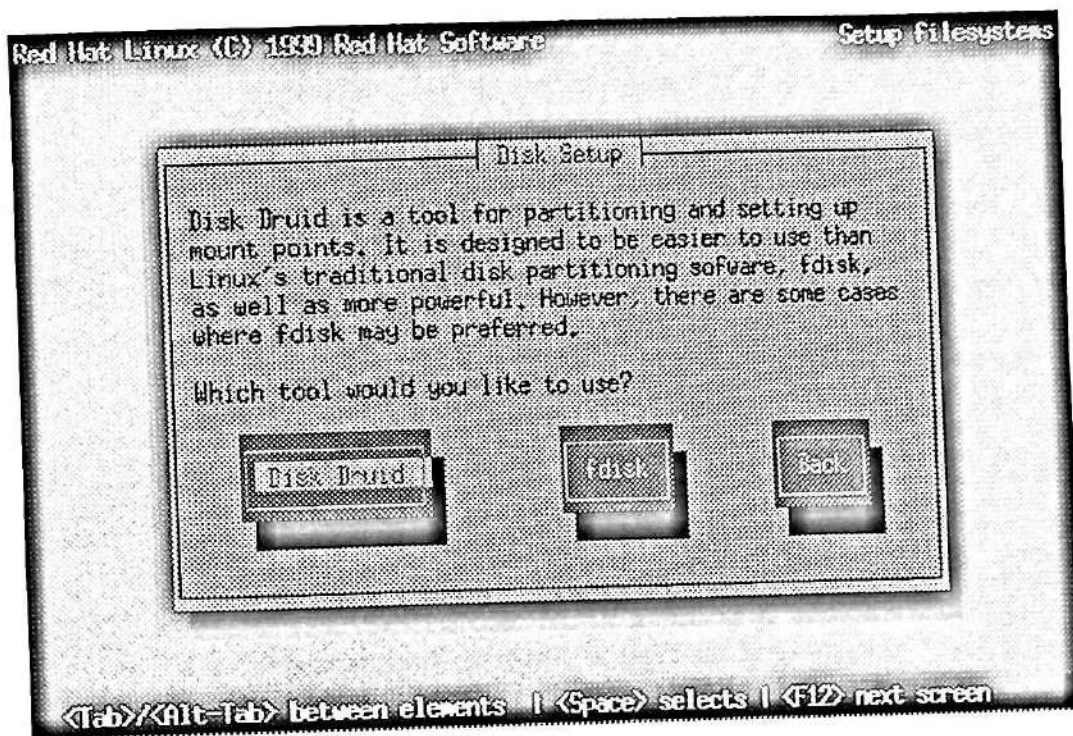 Red Hat Linux (C) 1999 Red Hat Software Setup filesystems
Disk Setup
Disk Druid is a tool for partitioning and setting up
mount points. It is designed to be easier to use than
Linux's traditional disk partitioning sofware, fdisk,
as well as more powerful. However, there are some cases
where fdisk may be preferred.
Which tool would you like to use?
Disk Druid fdisk Back
<Tab>/<Alt-Tab> between elements | <Space> selects | <F12> next screen